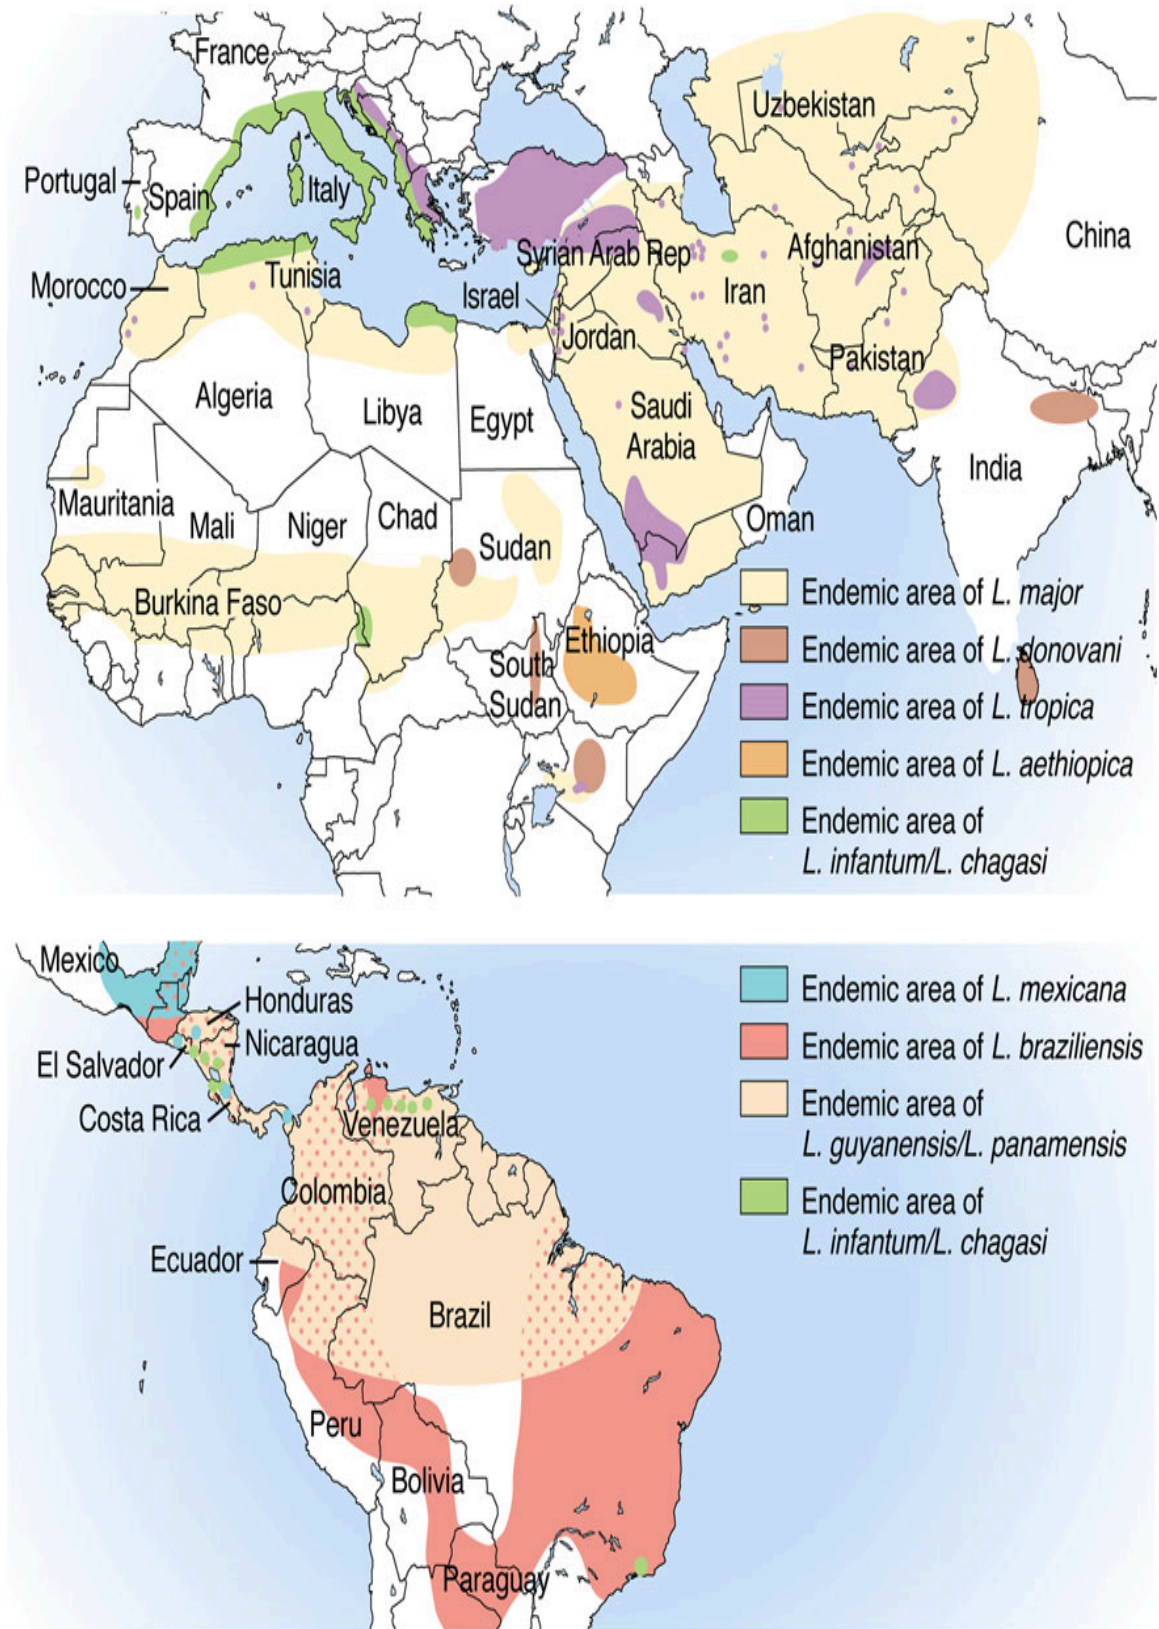 France
Uzbekistan
Portugal
Spain
Italy
China
Syrian Arab Rep
Afghanistan
Tunisia
Morocco
Israel
Iran
Jordan
Pakistan
Algeria
Libya
Egypt
Saudi
Arabia
India
Mauritania
Mali
Niger
Chad
Sudan
Oman
Burkina Faso
Ethiopia
South
Sudan
Endemic area of L. major
Endemic area of L. donovani
Endemic area of L. tropica
Endemic area of L. aethiopica
Endemic area of
L. infantum/L. chagasi
Mexico
Honduras
Nicaragua
El Salvador
Costa Rica
Venezuela
Colombia
Ecuador
Brazil
Peru
Bolivia
Paraguay
Endemic area of L. mexicana
Endemic area of L. braziliensis
Endemic area of
L. guyanensis/L. panamensis
Endemic area of
L. infantum/L. chagasi